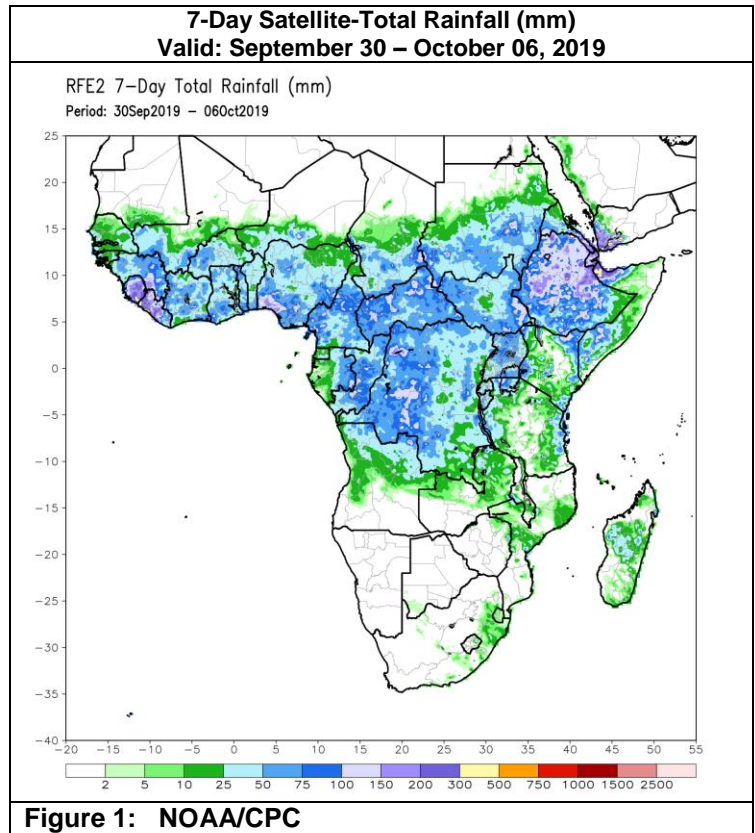 7-Day Satellite-Total Rainfall (mm)
Valid: September 30 – October 06, 2019
RFE2 7-Day Total Rainfall (mm)
Period: 30Sep2019 - 06Oct2019
25
20
15
10
5
0
-5
-10
-15
-20
-25
-30
-35
-40
-20 -15 -10 -5 0 5 10 15 20 25 30 35 40 45 50 55
2 5 10 25 50 75 100 150 200 300 500 750 1000 1500 2500
Figure 1: NOAA/CPC